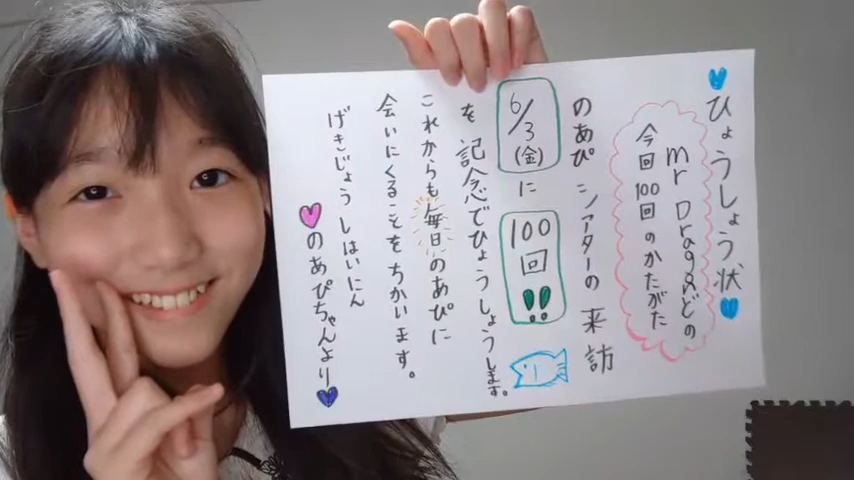 ひょうしょう状
Mr Dragonどの
今回100回のかたがた
のあぴシアターの来訪
6/3(金)に100回!!
を記念でひょうしょうします。
これからも毎日のあぴに
会いにくることをちかいます。
げきじょうしはいにん
のあぴちゃんより